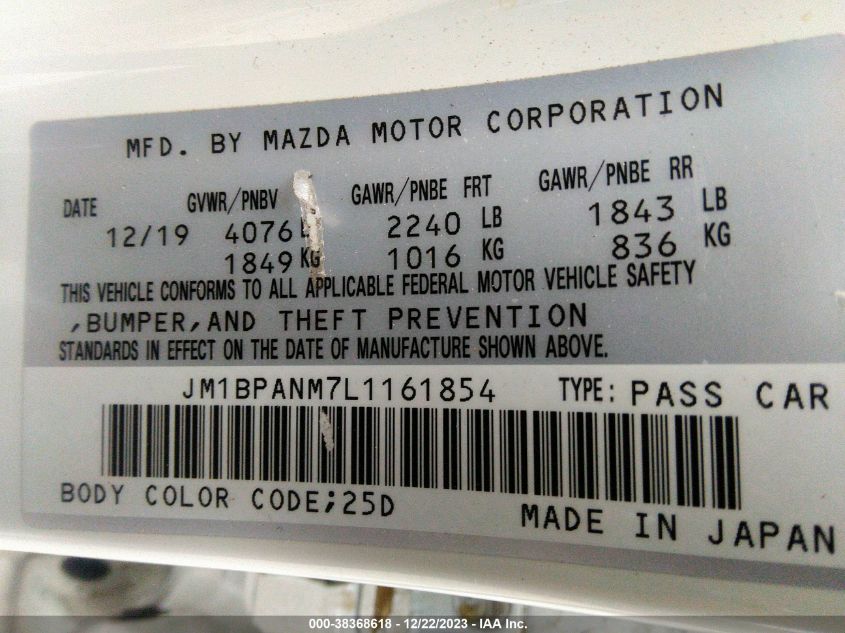 MFD. BY MAZDA MOTOR CORPORATION
DATE GVWR/PNBV GAWR/PNBE FRT GAWR/PNBE RR
12/19 4076 2240 LB 1843 LB
1849 KG 1016 KG 836 KG
THIS VEHICLE CONFORMS TO ALL APPLICABLE FEDERAL MOTOR VEHICLE SAFETY
,BUMPER,AND THEFT PREVENTION
STANDARDS IN EFFECT ON THE DATE OF MANUFACTURE SHOWN ABOVE.
JM1BPANM7L1161854 TYPE: PASS CAR
BODY COLOR CODE;25D
MADE IN JAPAN
000-38368618 - 12/22/2023 - IAA Inc.